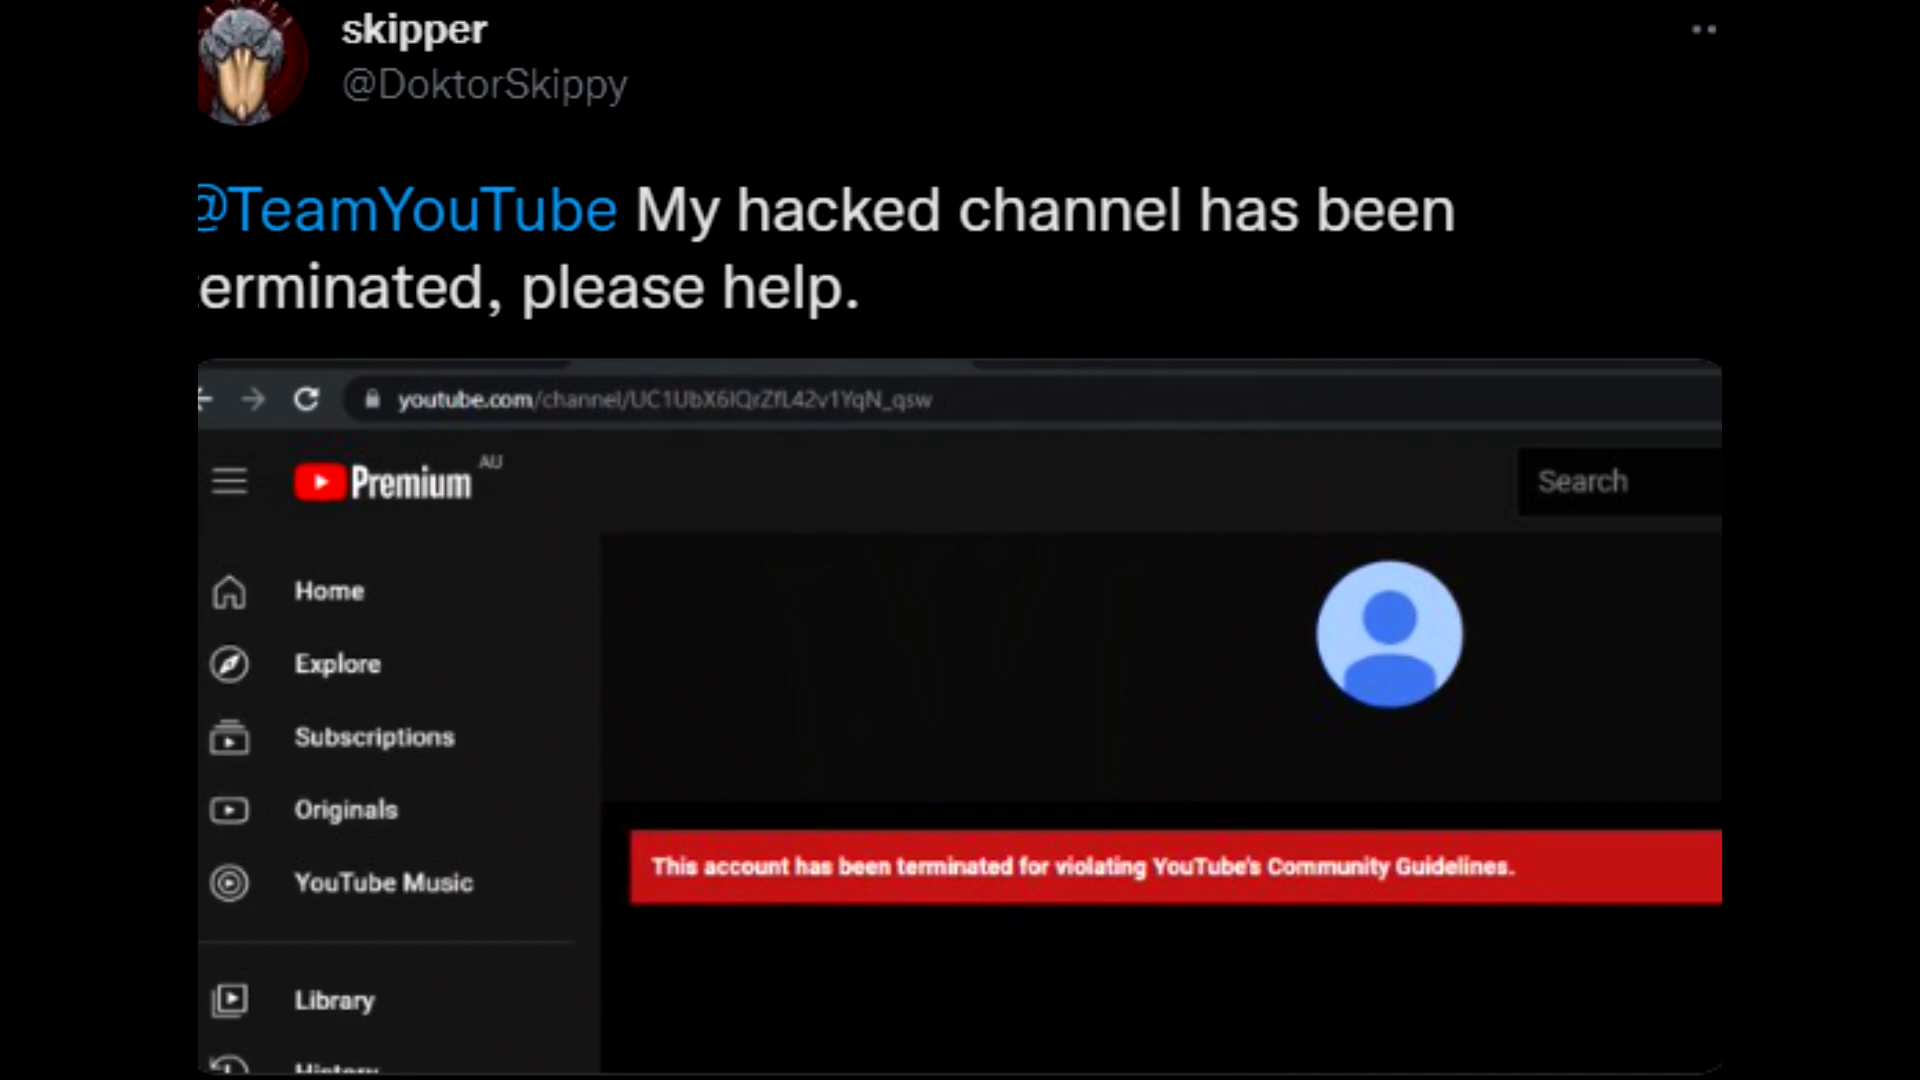 skipper
@DoktorSkippy
@TeamYouTube My hacked channel has been
erminated, please help.
youtube.com/channel/UC1UbX6IQrZfL42v1YqN_qsw
Premium AU
Search
Home
Explore
Subscriptions
Originals
YouTube Music
This account has been terminated for violating YouTube's Community Guidelines.
Library
History